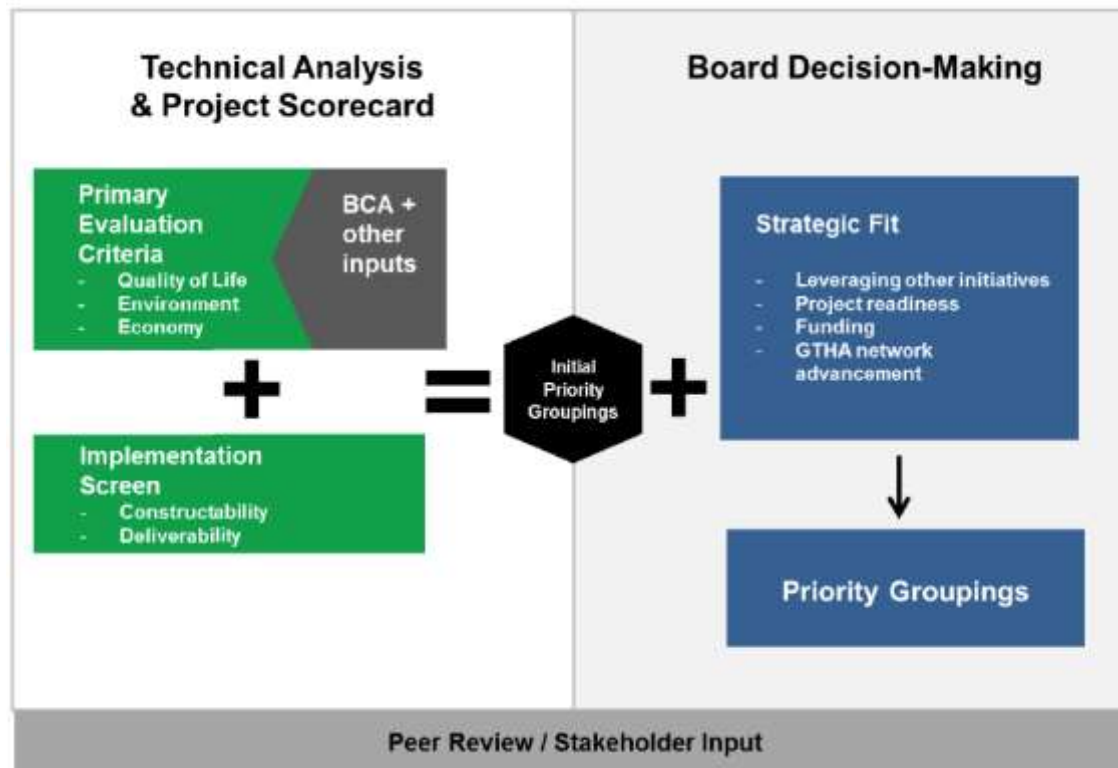 Technical Analysis
& Project Scorecard
Board Decision-Making
Primary
Evaluation
Criteria
- Quality of Life
- Environment
- Economy
BCA +
other
inputs
+
Implementation
Screen
- Constructability
- Deliverability
=
Initial
Priority
Groupings
+
Strategic Fit
- Leveraging other initiatives
- Project readiness
- Funding
- GTHA network
advancement
Priority Groupings
Peer Review / Stakeholder Input